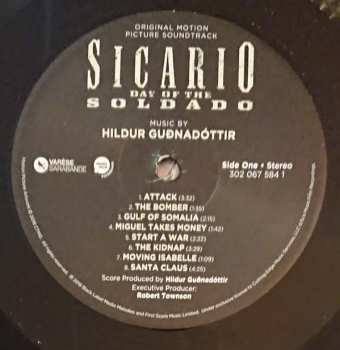 ORIGINAL MOTION
PICTURE SOUNDTRACK
SICARIO
DAY OF THE
SOLDADO
MUSIC BY
HILDUR GUÐNADÓTTIR
VARÈSE
SARABANDE
Side One • Stereo
302 067 584 1
1. ATTACK (3:32)
2. THE BOMBER (1:35)
3. GULF OF SOMALIA (2:15)
4. MIGUEL TAKES MONEY (1:42)
5. START A WAR (2:22)
6. THE KIDNAP (2:29)
7. MOVING ISABELLE (1:09)
8. SANTA CLAUS (4:25)
Score Produced by Hildur Guðnadóttir
Executive Producer:
Robert Townson